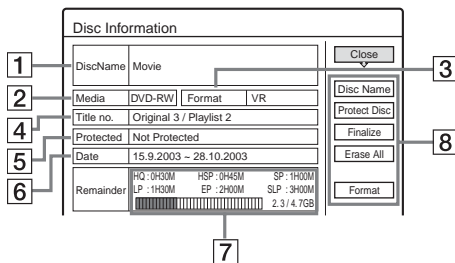 Disc Information
Close
1 DiscName Movie
3
2 Media DVD-RW Format VR
Disc Name
4 Title no. Original 3 / Playlist 2
Protect Disc
5 Protected Not Protected
Finalize
8
6 Date 15.9.2003 ~ 28.10.2003
Erase All
Remainder
HQ : 0H30M HSP : 0H45M SP : 1H00M
LP : 1H30M EP : 2H00M SLP : 3H00M
Format
2.3 / 4.7GB
7